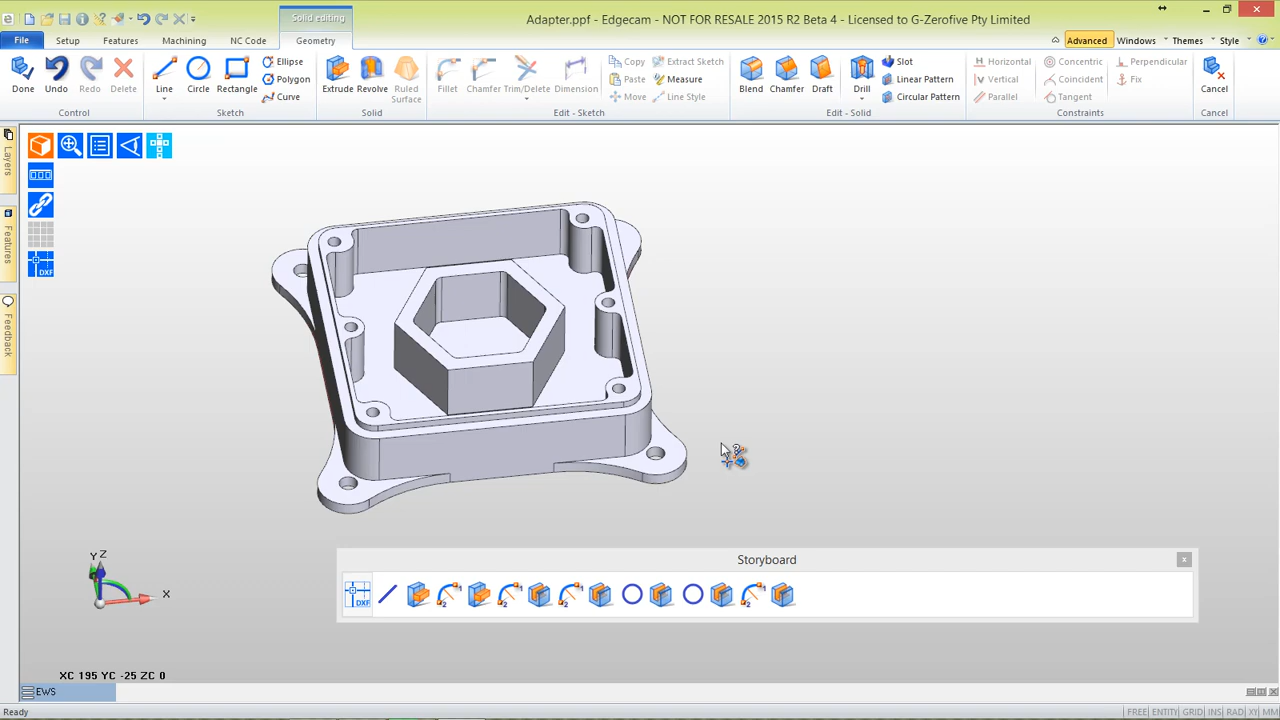 Adapter.ppf - Edgecam - NOT FOR RESALE 2015 R2 Beta 4 - Licensed to G-Zerofive Pty Limited
Solid editing
File Setup Features Machining NC Code Geometry Advanced Windows Themes Style
Done Undo Redo Delete
Control
Line Circle Rectangle Ellipse Polygon Curve
Sketch
Extrude Revolve Ruled Surface
Solid
Fillet Chamfer Trim/Delete Dimension Copy Paste Move Extract Sketch Measure Line Style
Edit - Sketch
Blend Chamfer Draft Drill Slot Linear Pattern Circular Pattern
Edit - Solid
Horizontal Vertical Parallel Concentric Coincident Tangent Perpendicular Fix
Constraints
Cancel
Cancel
Layers
Features
Feedback
DXF
Y Z
X
Storyboard
DXF
XC 195 YC -25 ZC 0
EWS
Ready
FREE ENTITY GRID INS RAD XY MM